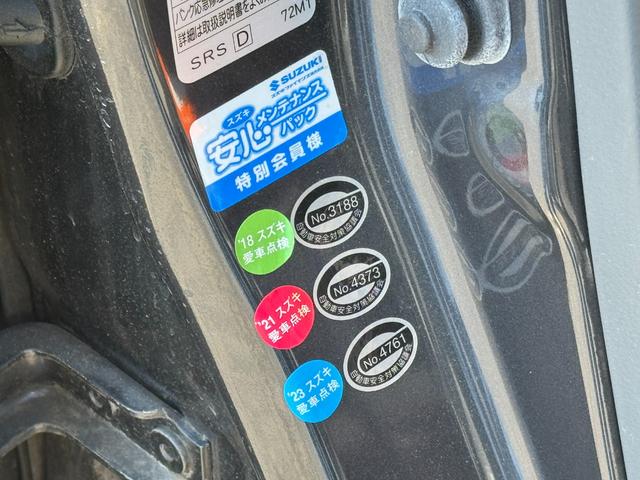 パンク応急修理
詳細は取扱説明書をよ
SRS D 72M1
SUZUKI
スズキ
安心メンテナンス
パック
特別会員様
'18 スズキ
愛車点検
No.3188
自動車安全対策協議会
'21 スズキ
愛車点検
No.4373
自動車安全対策協議会
'23 スズキ
愛車点検
No.4761
自動車安全対策協議会